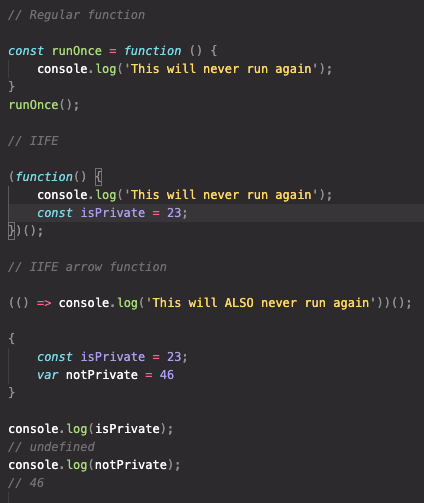 // Regular function
const runOnce = function () {
console.log('This will never run again');
}
runOnce();
// IIFE
(function() {
console.log('This will never run again');
const isPrivate = 23;
})();
// IIFE arrow function
(() => console.log('This will ALSO never run again'))();
{
const isPrivate = 23;
var notPrivate = 46
}
console.log(isPrivate);
// undefined
console.log(notPrivate);
// 46